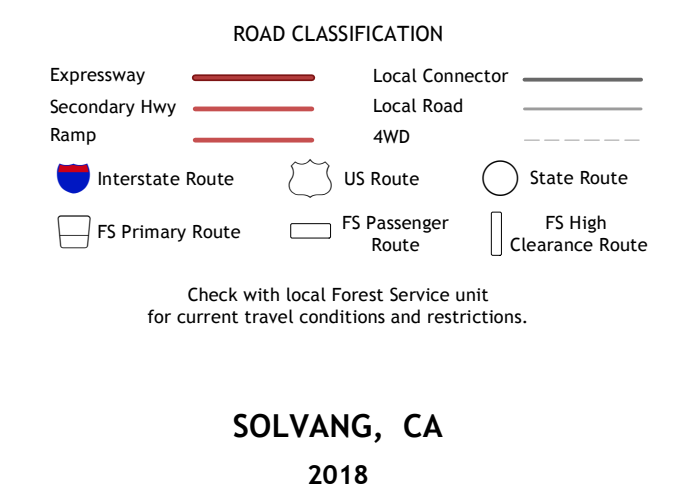 ROAD CLASSIFICATION
Expressway
Local Connector
Secondary Hwy
Local Road
Ramp
4WD
Interstate Route
US Route
State Route
FS Primary Route
FS Passenger
Route
FS High
Clearance Route
Check with local Forest Service unit
for current travel conditions and restrictions.
SOLVANG, CA
2018